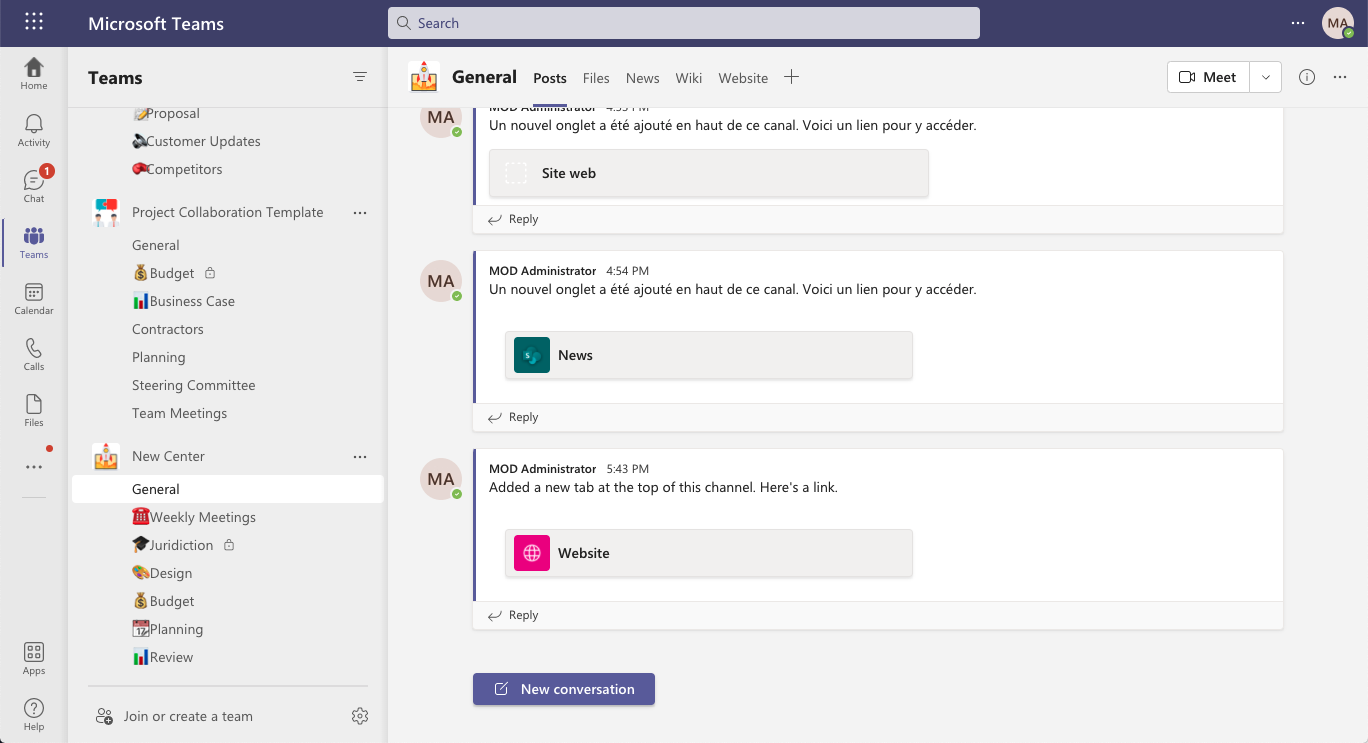 Microsoft Teams
Search
MA
Home
Activity
Chat
1
Teams
Calendar
Calls
Files
Apps
Help
Teams
Proposal
Customer Updates
Competitors
Project Collaboration Template
General
Budget
Business Case
Contractors
Planning
Steering Committee
Team Meetings
New Center
General
Weekly Meetings
Juridiction
Design
Budget
Planning
Review
Join or create a team
General Posts Files News Wiki Website
Meet
MA
MOD Administrator 4:53 PM
Un nouvel onglet a été ajouté en haut de ce canal. Voici un lien pour y accéder.
Site web
Reply
MA
MOD Administrator 4:54 PM
Un nouvel onglet a été ajouté en haut de ce canal. Voici un lien pour y accéder.
S
News
Reply
MA
MOD Administrator 5:43 PM
Added a new tab at the top of this channel. Here's a link.
Website
Reply
New conversation